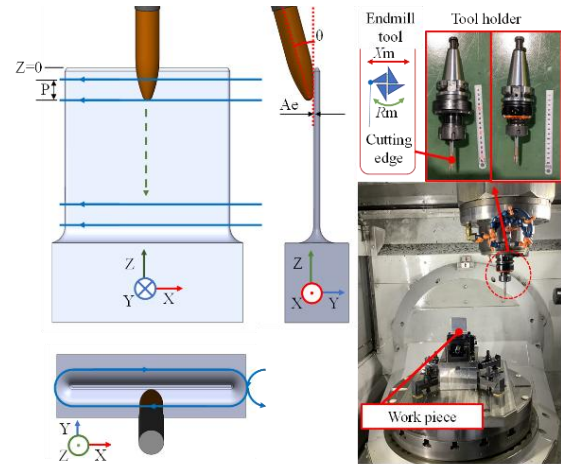 Z=0
P
Z
Y
X
θ
Ae
Z
X
Y
Y
Z
X
Endmill
tool
Xm
Rm
Cutting
edge
Tool holder
Work piece